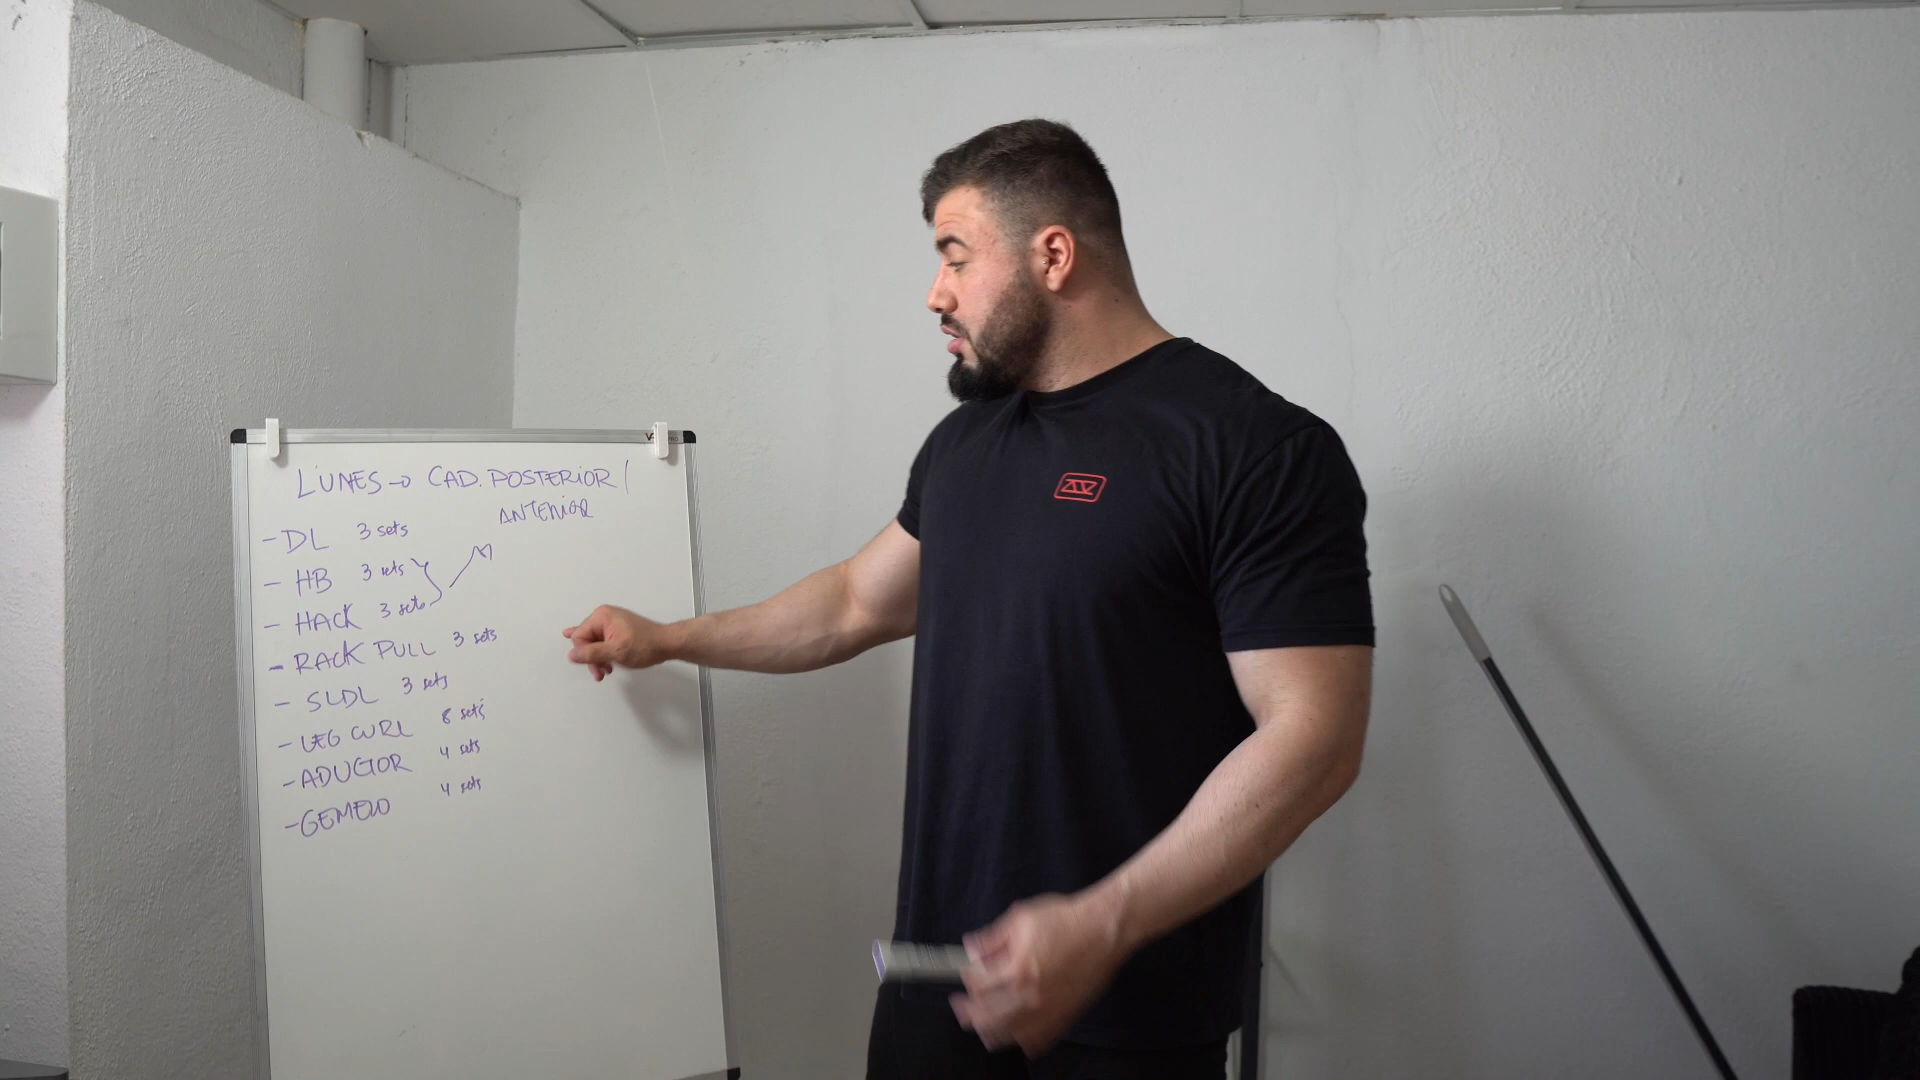 LUNES → CAD. POSTERIOR /
ANTERIOR
- DL 3 sets
- HB 3 sets
- HACK 3 sets
- RACK PULL 3 sets
- SLDL 3 sets
- LEG CURL 8 sets
- ADUCTOR 4 sets
- GEMELO 4 sets